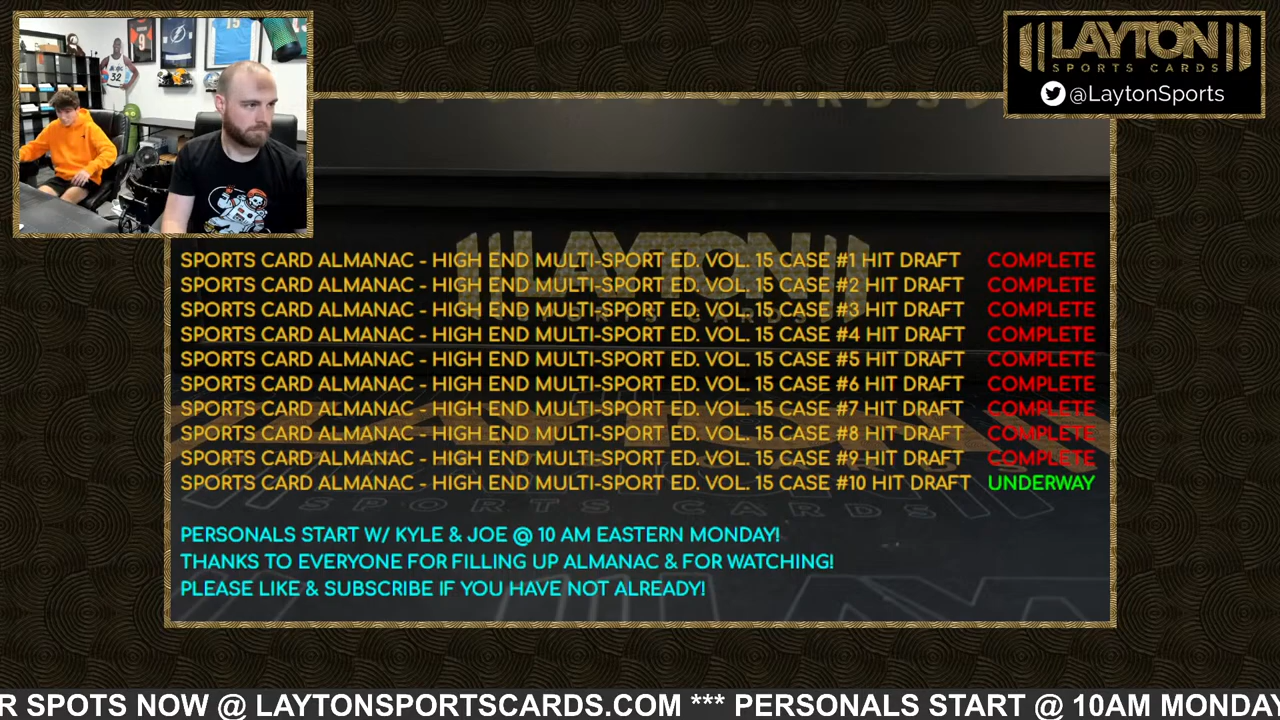 LAYTON
SPORTS CARDS
@LaytonSports
SPORTS CARD ALMANAC - HIGH END MULTI-SPORT ED. VOL. 15 CASE #1 HIT DRAFT COMPLETE
SPORTS CARD ALMANAC - HIGH END MULTI-SPORT ED. VOL. 15 CASE #2 HIT DRAFT COMPLETE
SPORTS CARD ALMANAC - HIGH END MULTI-SPORT ED. VOL. 15 CASE #3 HIT DRAFT COMPLETE
SPORTS CARD ALMANAC - HIGH END MULTI-SPORT ED. VOL. 15 CASE #4 HIT DRAFT COMPLETE
SPORTS CARD ALMANAC - HIGH END MULTI-SPORT ED. VOL. 15 CASE #5 HIT DRAFT COMPLETE
SPORTS CARD ALMANAC - HIGH END MULTI-SPORT ED. VOL. 15 CASE #6 HIT DRAFT COMPLETE
SPORTS CARD ALMANAC - HIGH END MULTI-SPORT ED. VOL. 15 CASE #7 HIT DRAFT COMPLETE
SPORTS CARD ALMANAC - HIGH END MULTI-SPORT ED. VOL. 15 CASE #8 HIT DRAFT COMPLETE
SPORTS CARD ALMANAC - HIGH END MULTI-SPORT ED. VOL. 15 CASE #9 HIT DRAFT COMPLETE
SPORTS CARD ALMANAC - HIGH END MULTI-SPORT ED. VOL. 15 CASE #10 HIT DRAFT UNDERWAY
PERSONALS START W/ KYLE & JOE @ 10 AM EASTERN MONDAY!
THANKS TO EVERYONE FOR FILLING UP ALMANAC & FOR WATCHING!
PLEASE LIKE & SUBSCRIBE IF YOU HAVE NOT ALREADY!
R SPOTS NOW @ LAYTONSPORTSCARDS.COM *** PERSONALS START @ 10AM MONDAY